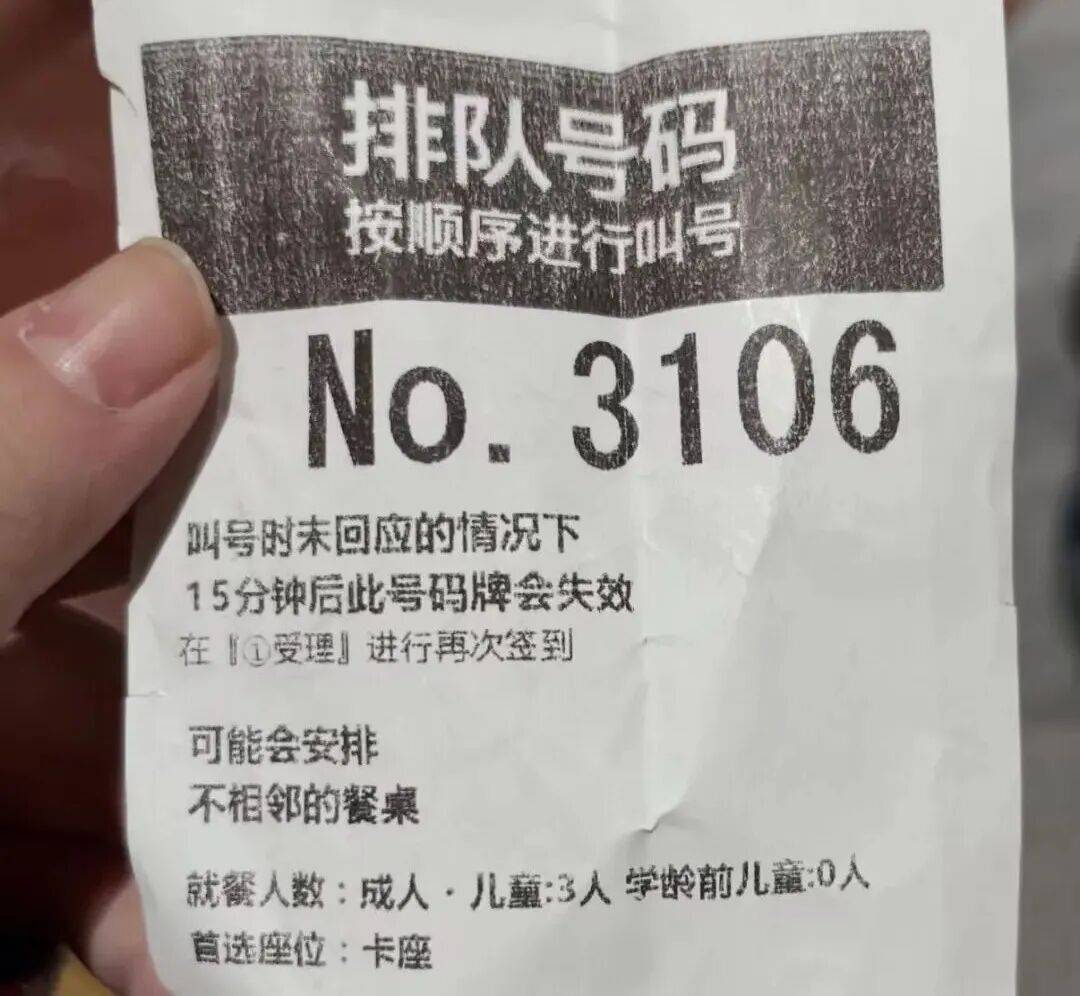 排队号码
按顺序进行叫号
No. 3106
叫号时未回应的情况下
15分钟后此号码牌会失效
在『①受理』进行再次签到
可能会安排
不相邻的餐桌
就餐人数：成人·儿童:3人 学龄前儿童:0人
首选座位：卡座